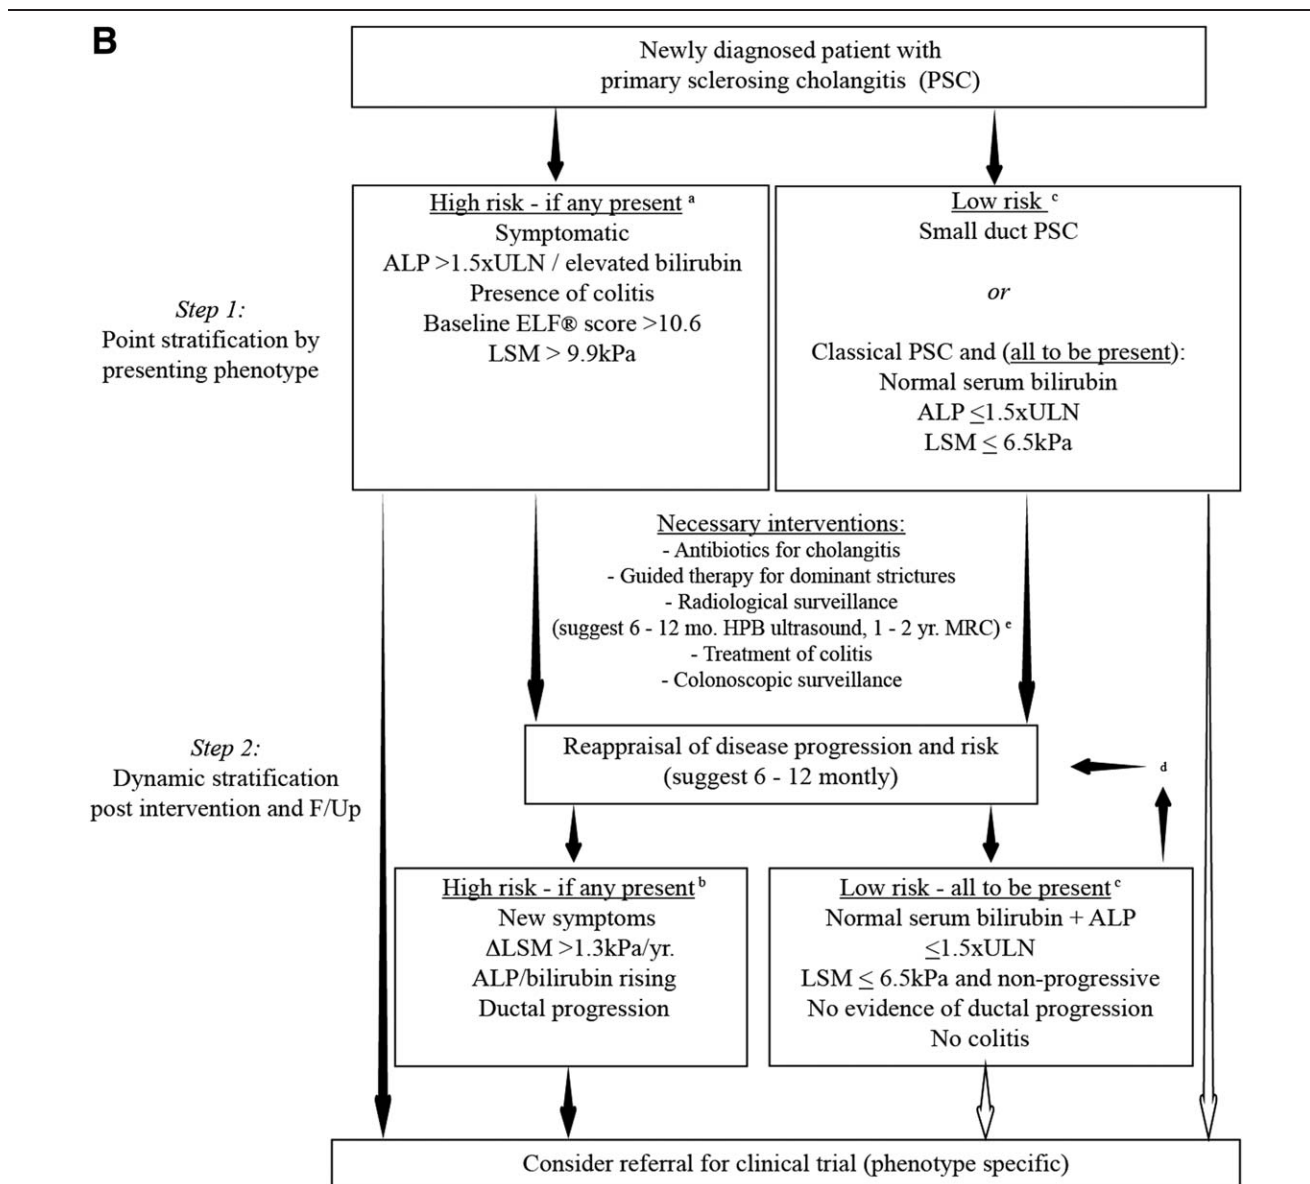 B
Newly diagnosed patient with
primary sclerosing cholangitis (PSC)
Step 1:
Point stratification by
presenting phenotype
High risk - if any present a
Symptomatic
ALP >1.5xULN / elevated bilirubin
Presence of colitis
Baseline ELF® score >10.6
LSM > 9.9kPa
Low risk c
Small duct PSC
or
Classical PSC and (all to be present):
Normal serum bilirubin
ALP ≤1.5xULN
LSM ≤ 6.5kPa
Necessary interventions:
- Antibiotics for cholangitis
- Guided therapy for dominant strictures
- Radiological surveillance
(suggest 6 - 12 mo. HPB ultrasound, 1 - 2 yr. MRC) e
- Treatment of colitis
- Colonoscopic surveillance
Step 2:
Dynamic stratification
post intervention and F/Up
Reappraisal of disease progression and risk
(suggest 6 - 12 montly)
d
High risk - if any present b
New symptoms
ΔLSM >1.3kPa/yr.
ALP/bilirubin rising
Ductal progression
Low risk - all to be present c
Normal serum bilirubin + ALP
≤1.5xULN
LSM ≤ 6.5kPa and non-progressive
No evidence of ductal progression
No colitis
Consider referral for clinical trial (phenotype specific)